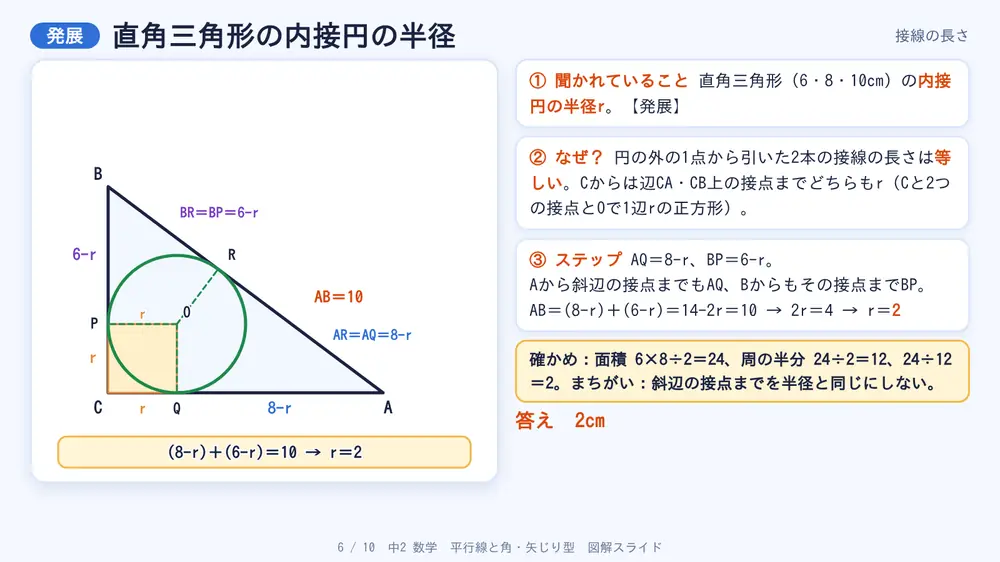 発展 直角三角形の内接円の半径
接線の長さ
B
BR＝BP＝6-r
6-r
R
AB＝10
O
r
P
AR＝AQ＝8-r
r
C
r
Q
8-r
A
(8-r)＋(6-r)＝10 → r＝2
① 聞かれていること 直角三角形（6・8・10cm）の内接
円の半径r。【発展】
② なぜ？ 円の外の1点から引いた2本の接線の長さは等
しい。Cからは辺CA・CB上の接点までどちらもr（Cと2つ
の接点とOで1辺rの正方形）。
③ ステップ AQ＝8-r、BP＝6-r。
Aから斜辺の接点までもAQ、Bからもその接点までBP。
AB＝(8-r)＋(6-r)＝14-2r＝10 → 2r＝4 → r＝2
確かめ：面積 6×8÷2＝24、周の半分 24÷2＝12、24÷12
＝2。まちがい：斜辺の接点までを半径と同じにしない。
答え 2cm
6 / 10 中2 数学 平行線と角・矢じり型 図解スライド